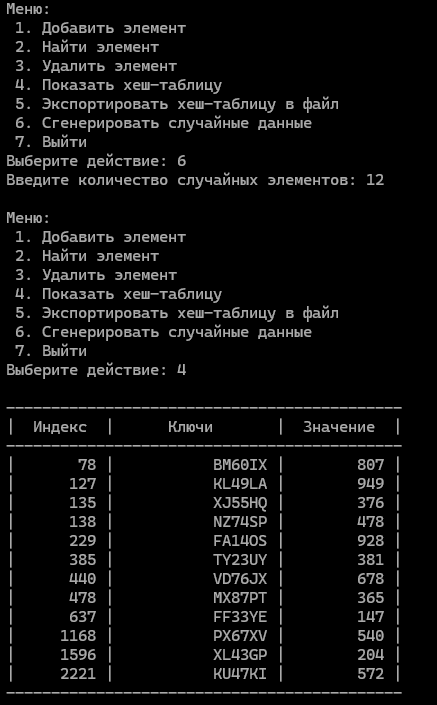 Меню:
1. Добавить элемент
2. Найти элемент
3. Удалить элемент
4. Показать хеш-таблицу
5. Экспортировать хеш-таблицу в файл
6. Сгенерировать случайные данные
7. Выйти
Выберите действие: 6
Введите количество случайных элементов: 12
Меню:
1. Добавить элемент
2. Найти элемент
3. Удалить элемент
4. Показать хеш-таблицу
5. Экспортировать хеш-таблицу в файл
6. Сгенерировать случайные данные
7. Выйти
Выберите действие: 4
--------------------------------------------
| Индекс | Ключи | Значение |
--------------------------------------------
| 78 | BM60IX | 807 |
| 127 | KL49LA | 949 |
| 135 | XJ55HQ | 376 |
| 138 | NZ74SP | 478 |
| 229 | FA14OS | 928 |
| 385 | TY23UY | 381 |
| 440 | VD76JX | 678 |
| 478 | MX87PT | 365 |
| 637 | FF33YE | 147 |
| 1168 | PX67XV | 540 |
| 1596 | XL43GP | 204 |
| 2221 | KU47KI | 572 |
--------------------------------------------